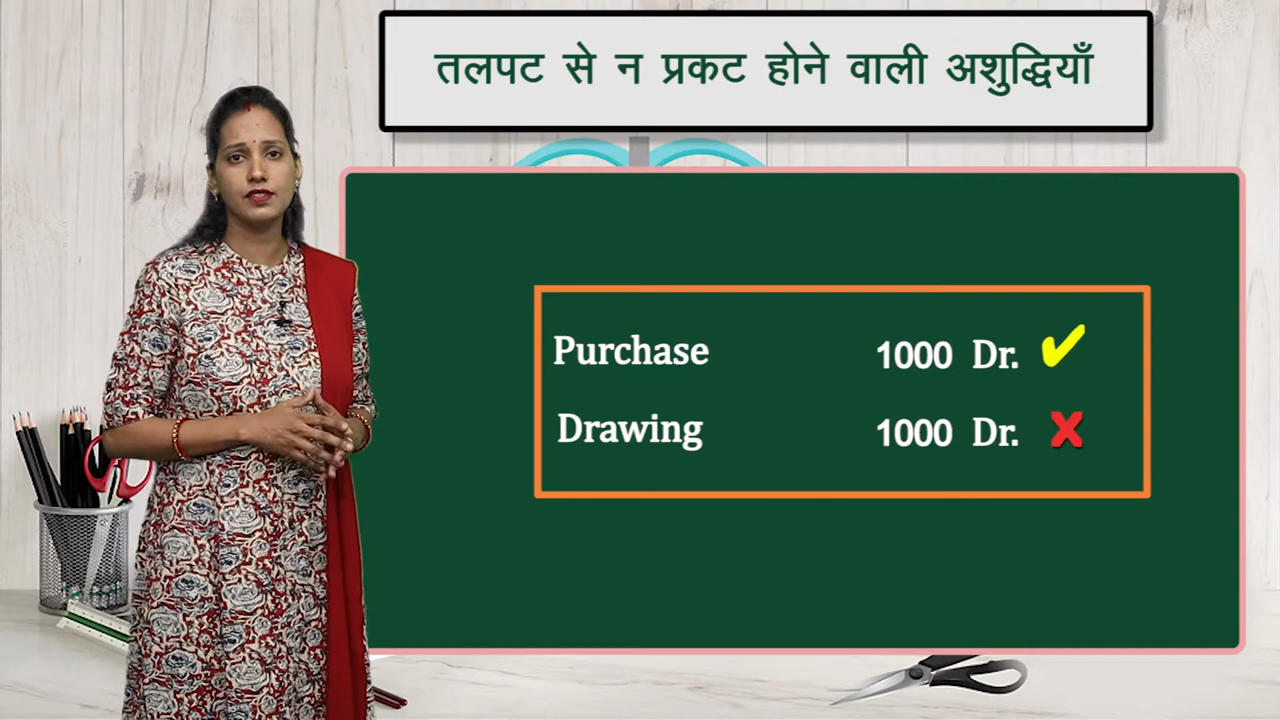 तलपट से न प्रकट होने वाली अशुद्धियाँ
Purchase 1000 Dr. ✔
Drawing 1000 Dr. ✘